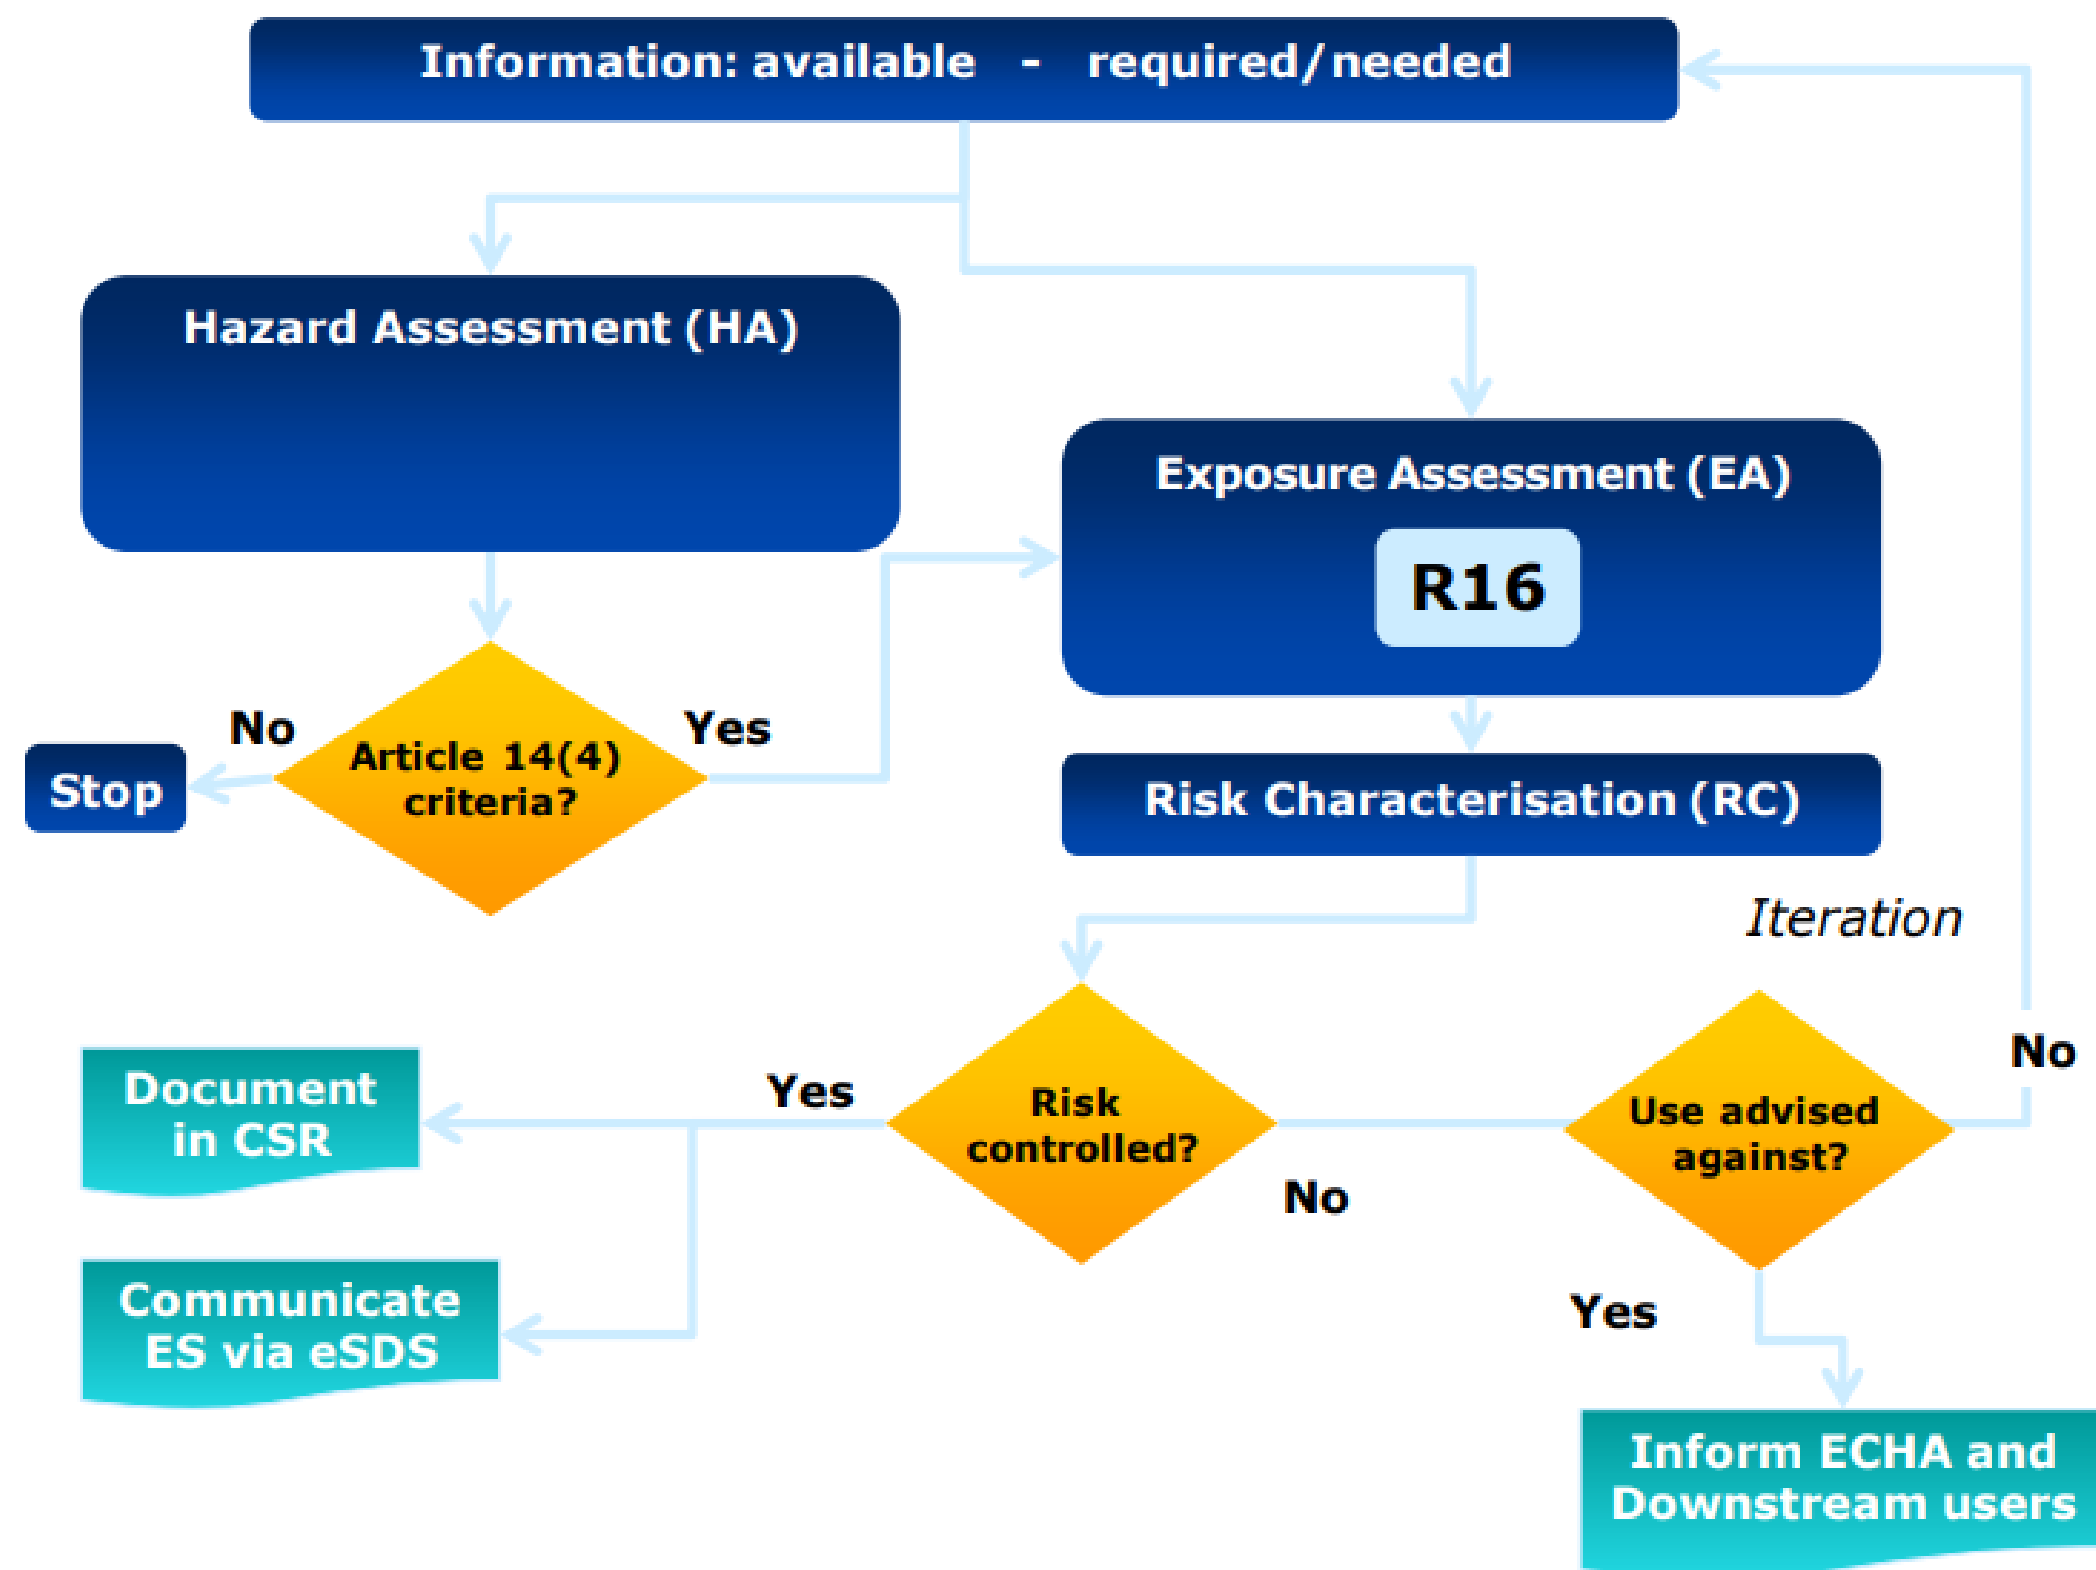 Information: available - required/needed
Hazard Assessment (HA)
Exposure Assessment (EA)
R16
No
Yes
Stop
Article 14(4)
criteria?
Risk Characterisation (RC)
Iteration
Document
in CSR
Yes
Risk
controlled?
No
Use advised
against?
No
Communicate
ES via eSDS
Yes
Inform ECHA and
Downstream users